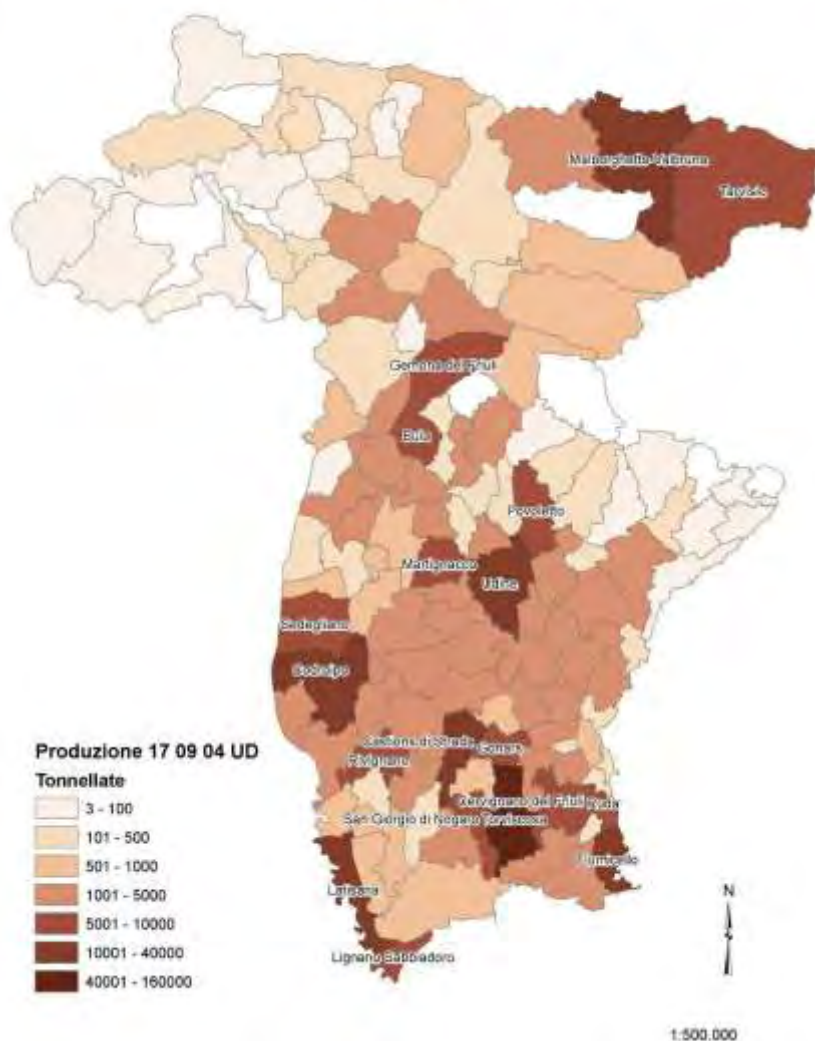 Malborghetto Valbruna
Tarvisio
Gemona del Friuli
Buia
Povoletto
Martignacco
Udine
Sedegliano
Codroipo
Castions di Strada
Gonars
Rivignano
Cervignano del Friuli
Ruda
San Giorgio di Nogaro
Torviscosa
Fiumicello
Latisana
Lignano Sabbiadoro
Produzione 17 09 04 UD
Tonnellate
3 - 100
101 - 500
501 - 1000
1001 - 5000
5001 - 10000
10001 - 40000
40001 - 160000
N
1:500.000